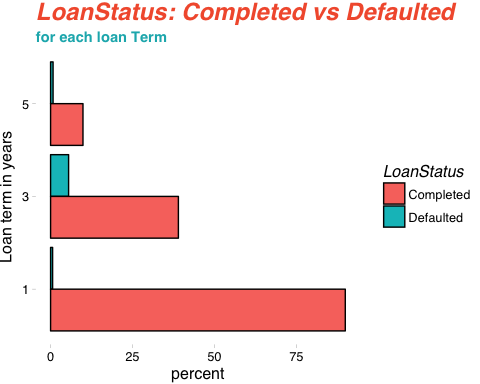 LoanStatus: Completed vs Defaulted
for each loan Term
Loan term in years
5
3
1
0 25 50 75
percent
LoanStatus
Completed
Defaulted